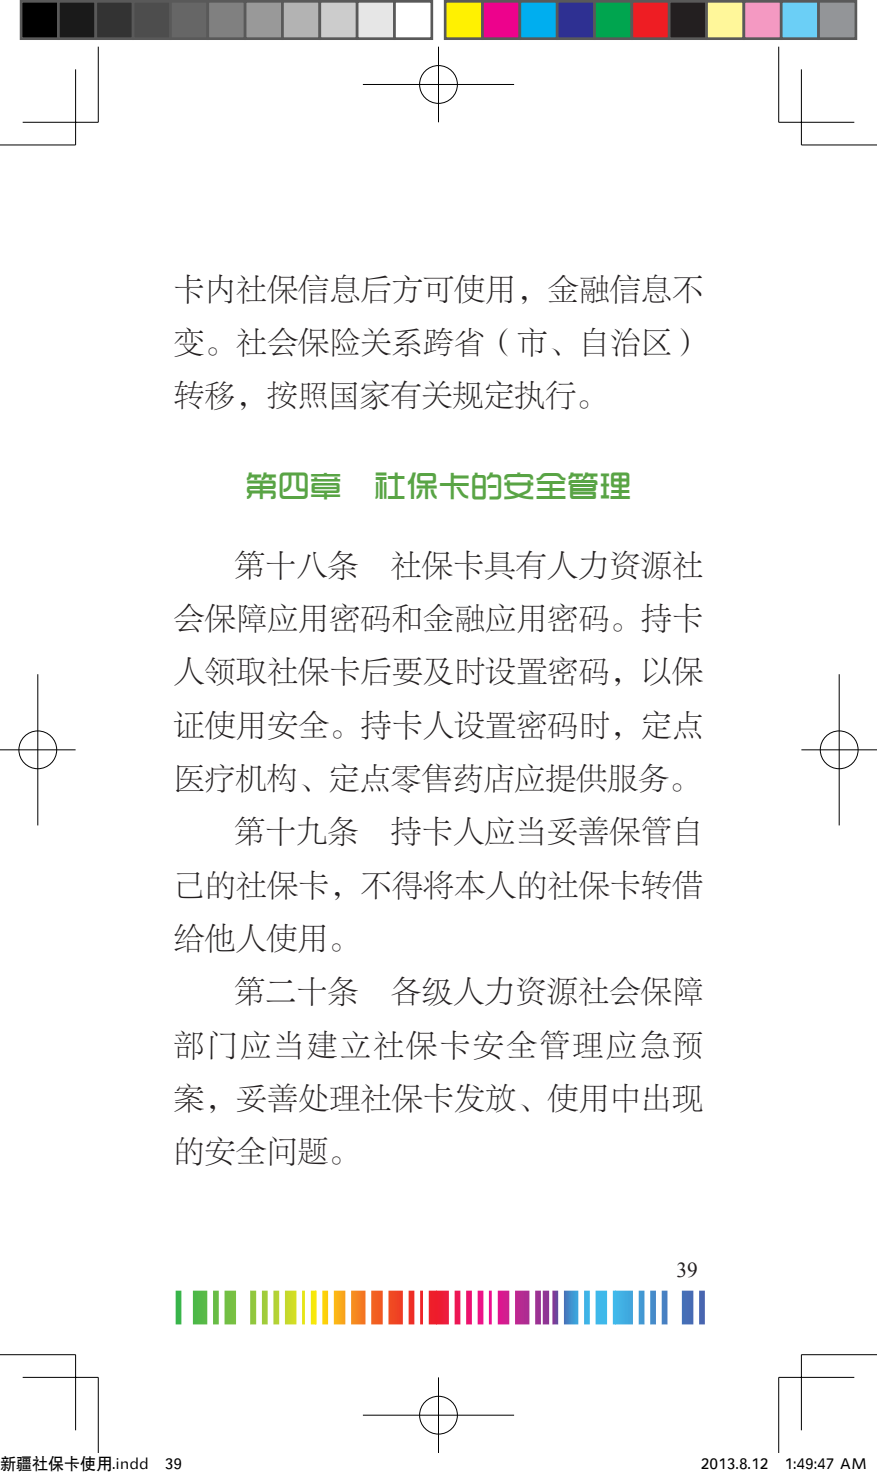 卡内社保信息后方可使用，金融信息不
变。社会保险关系跨省（市、自治区）
转移，按照国家有关规定执行。
第四章　社保卡的安全管理
第十八条　社保卡具有人力资源社
会保障应用密码和金融应用密码。持卡
人领取社保卡后要及时设置密码，以保
证使用安全。持卡人设置密码时，定点
医疗机构、定点零售药店应提供服务。
第十九条　持卡人应当妥善保管自
己的社保卡，不得将本人的社保卡转借
给他人使用。
第二十条　各级人力资源社会保障
部门应当建立社保卡安全管理应急预
案，妥善处理社保卡发放、使用中出现
的安全问题。
39
新疆社保卡使用.indd 39 2013.8.12 1:49:47 AM